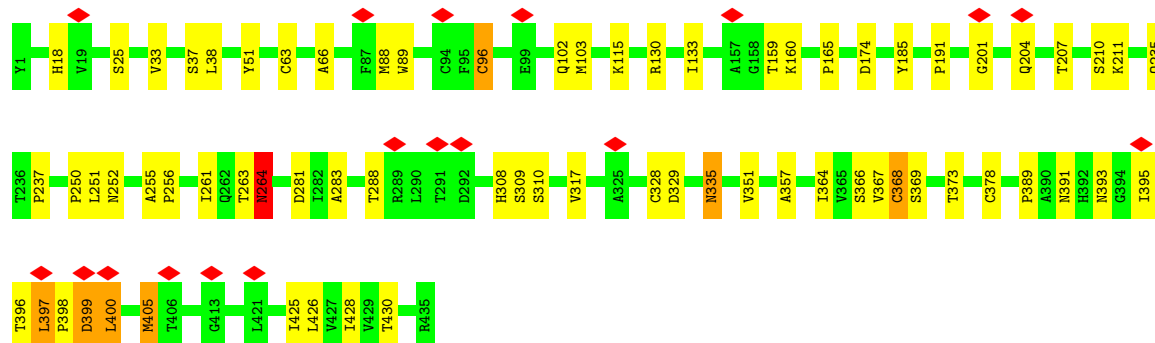 Y1 H18 V19 S25 V33 S37 L38 Y51 C63 A66 F87 M88 W89 C94 F95 C96 E99 Q102 M103 K115 R130 I133 A157 G158 T159 K160 P165 D174 Y185 P191 G201 Q204 T207 S210 K211
T236 P237 P250 L251 N252 A255 P256 I261 Q262 T263 N264 D281 I282 A283 T288 R289 L290 T291 D292 H308 S309 S310 V317 A325 C328 D329 N335 V351 A357 I364 V365 S366 V367 C368 S369 T373 C378 P389 A390 N391 H392 N393 G394 I395
T396 L397 P398 D399 L400 M405 T406 G413 L421 I425 L426 V427 I428 V429 T430 R435